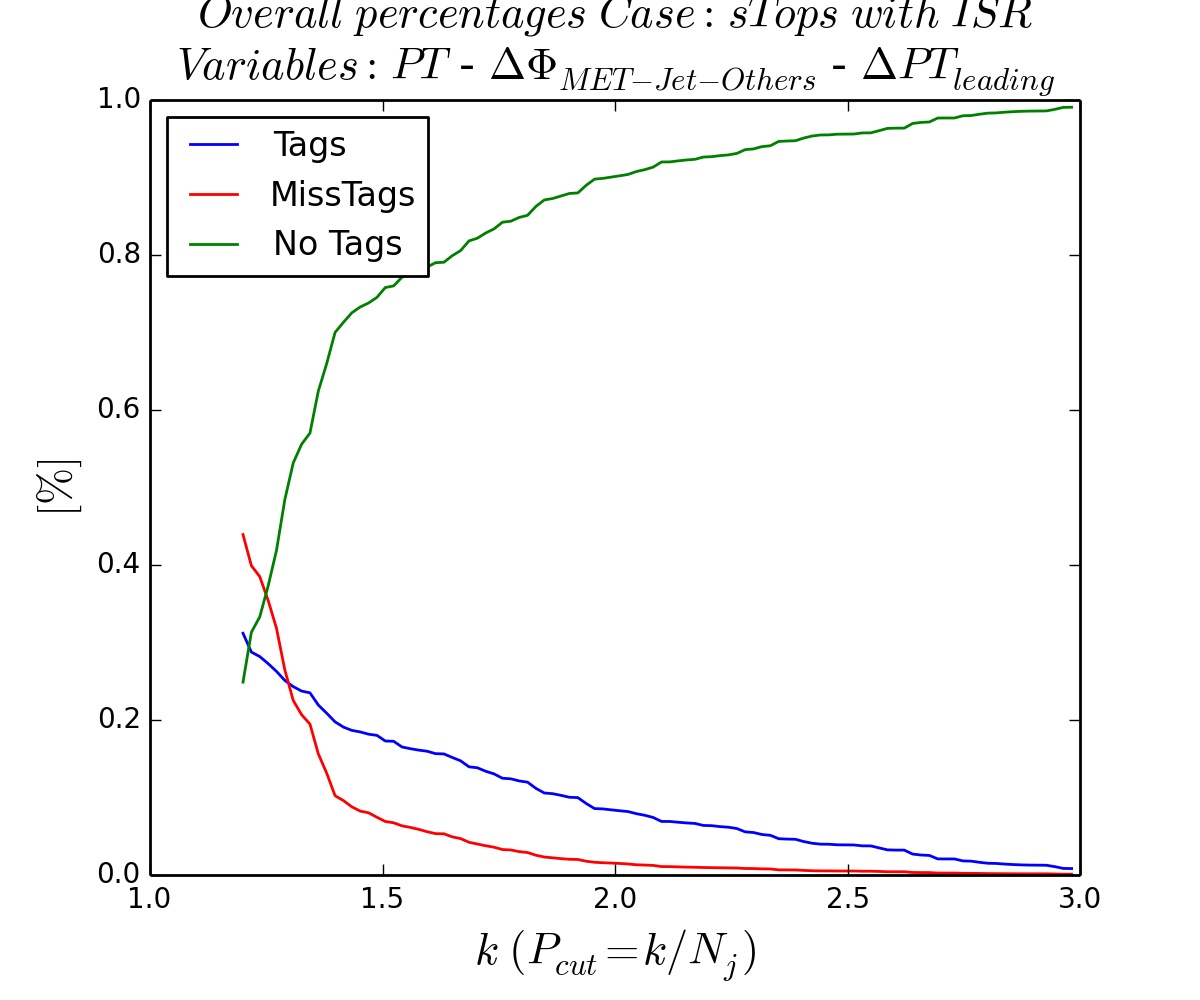 Overall percentages Case: sTops with ISR
Variables: PT - ΔΦ_{MET-Jet-Others} - ΔPT_{leading}
1.0
Tags
MissTags
No Tags
0.8
0.6
[%]
0.4
0.2
0.0
1.0 1.5 2.0 2.5 3.0
k (P_{cut}=k/N_j)